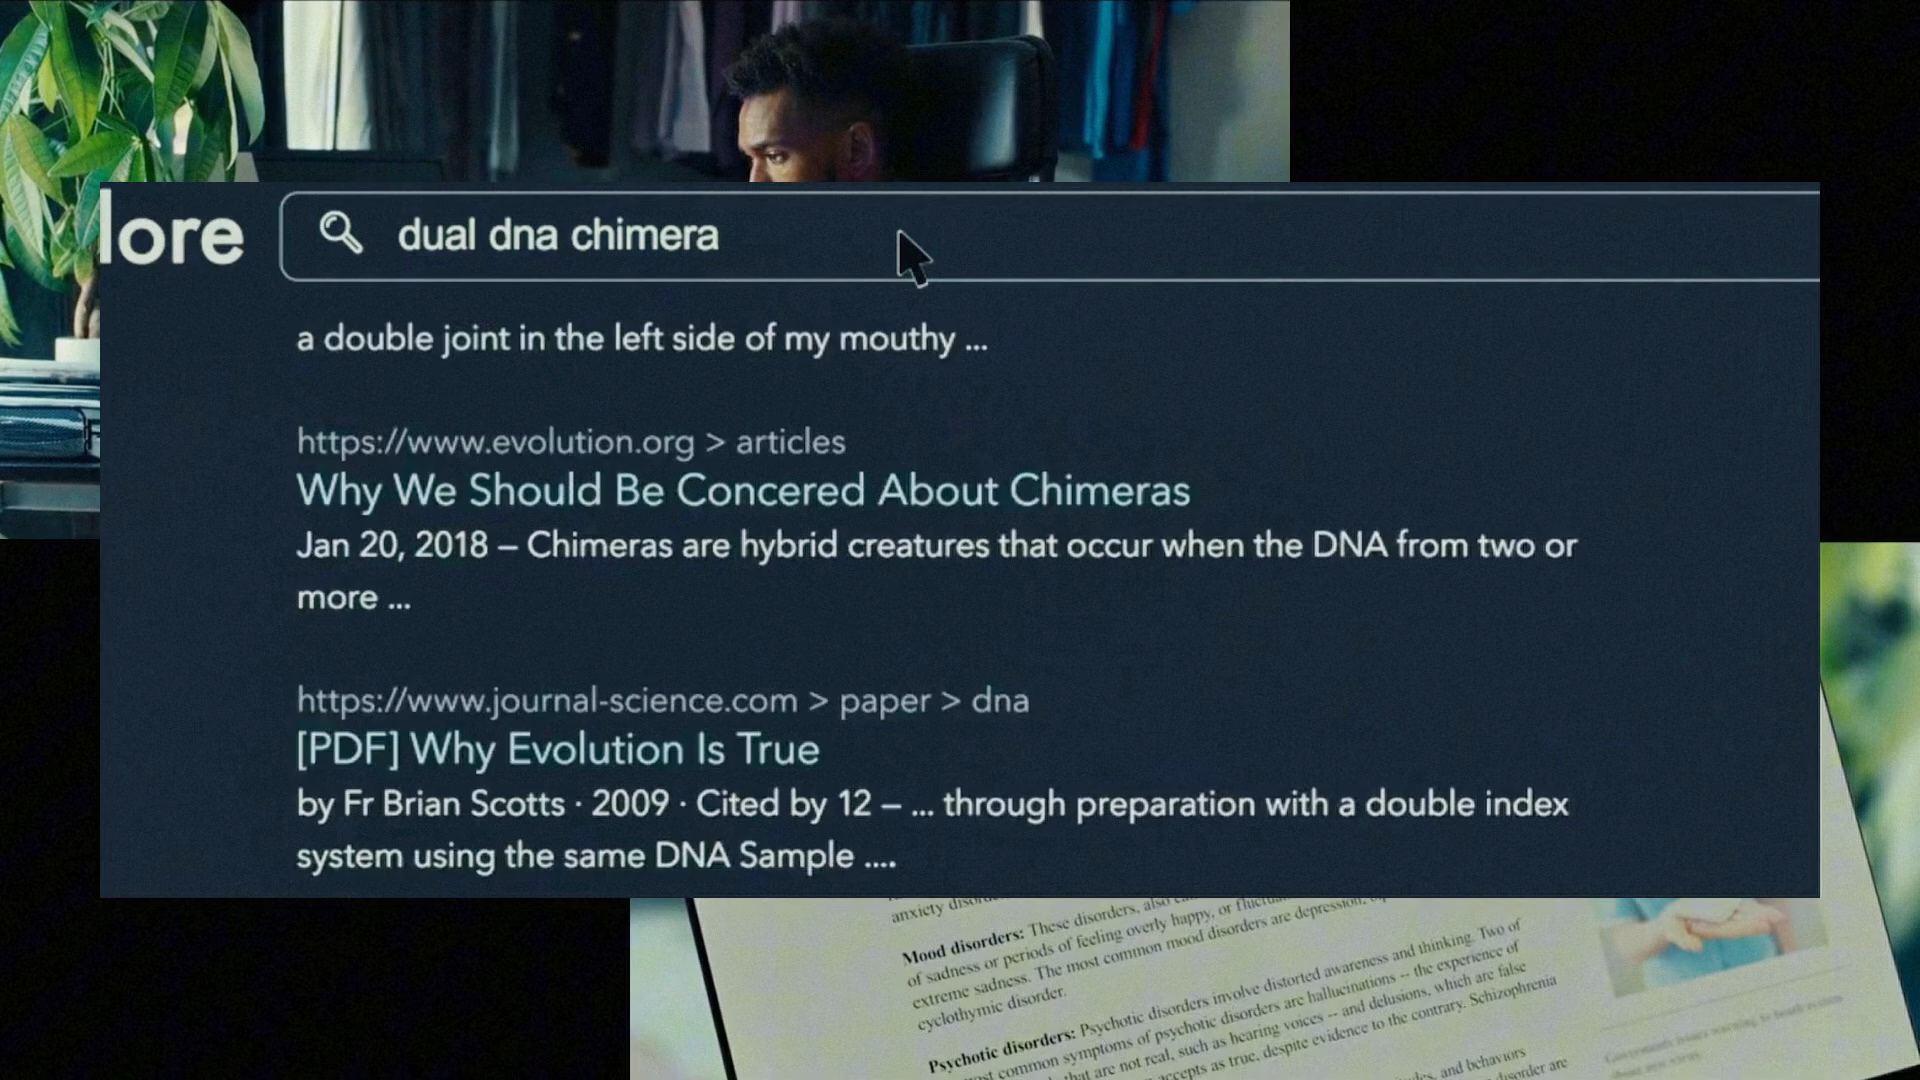 lore
dual dna chimera
a double joint in the left side of my mouthy ...
https://www.evolution.org > articles
Why We Should Be Concered About Chimeras
Jan 20, 2018 – Chimeras are hybrid creatures that occur when the DNA from two or
more ...
https://www.journal-science.com > paper > dna
[PDF] Why Evolution Is True
by Fr Brian Scotts · 2009 · Cited by 12 – ... through preparation with a double index
system using the same DNA Sample ....
anxiety
Mood disorders: These disorders, also
of sadness or periods of feeling overly happy, or
extreme sadness. The most common mood disorders are depression,
cyclothymic disorder.
Psychotic disorders: Psychotic disorders involve distorted awareness and thinking. Two of
common symptoms of psychotic disorders are hallucinations -- the experience of
that are not real, such as hearing voices -- and delusions, which are false
accepts as true, despite evidence to the contrary. Schizophrenia
and behaviors
disorder are